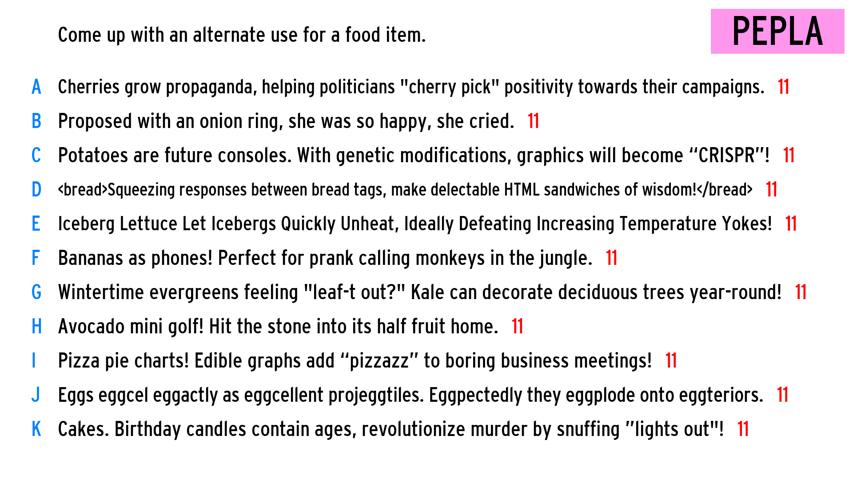 Come up with an alternate use for a food item.
PEPLA
A Cherries grow propaganda, helping politicians "cherry pick" positivity towards their campaigns. 11
B Proposed with an onion ring, she was so happy, she cried. 11
C Potatoes are future consoles. With genetic modifications, graphics will become “CRISPR”! 11
D <bread>Squeezing responses between bread tags, make delectable HTML sandwiches of wisdom!</bread> 11
E Iceberg Lettuce Let Icebergs Quickly Unheat, Ideally Defeating Increasing Temperature Yokes! 11
F Bananas as phones! Perfect for prank calling monkeys in the jungle. 11
G Wintertime evergreens feeling "leaf-t out?" Kale can decorate deciduous trees year-round! 11
H Avocado mini golf! Hit the stone into its half fruit home. 11
I Pizza pie charts! Edible graphs add “pizzazz” to boring business meetings! 11
J Eggs eggcel eggactly as eggcellent projeggtiles. Eggpectedly they eggplode onto eggteriors. 11
K Cakes. Birthday candles contain ages, revolutionize murder by snuffing ”lights out"! 11